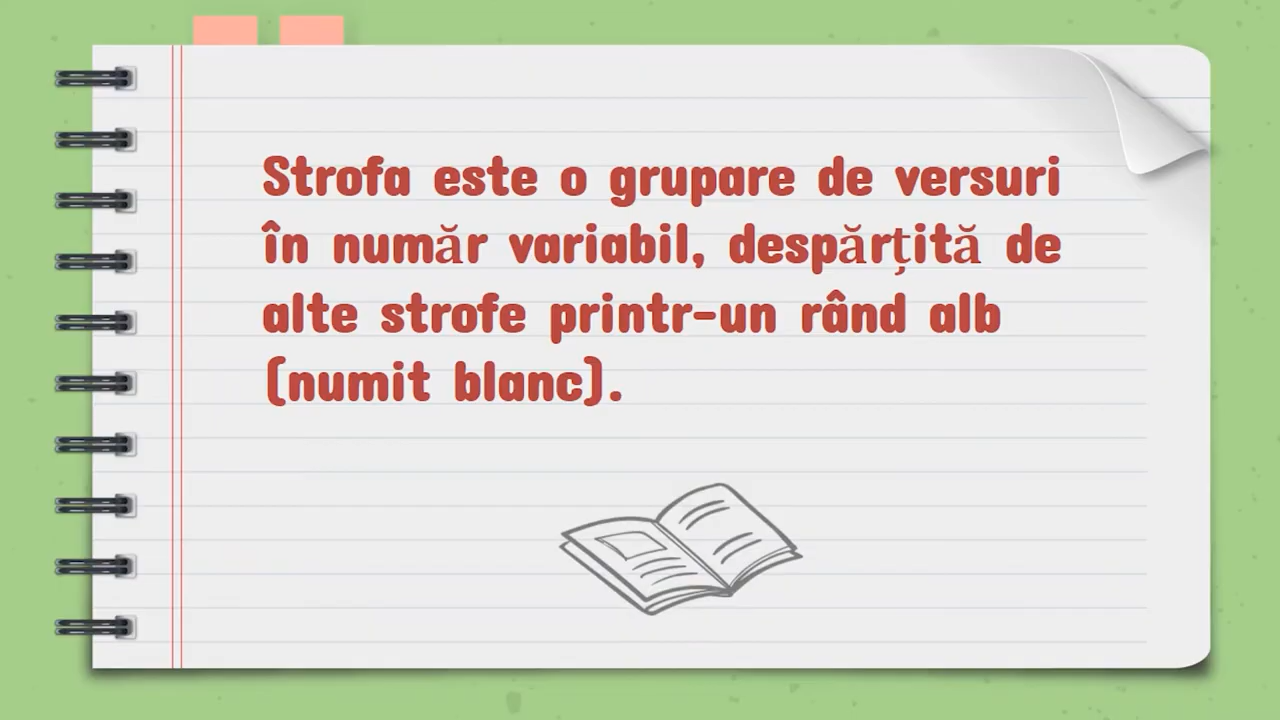 Strofa este o grupare de versuri
în număr variabil, despărțită de
alte strofe printr-un rând alb
(numit blanc).